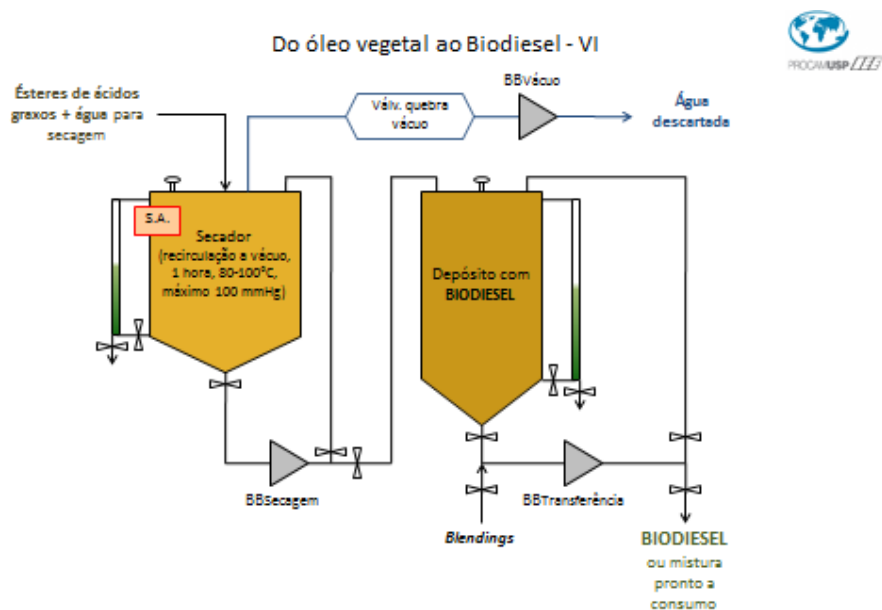 Do óleo vegetal ao Biodiesel - VI
PROCAMUSP
Ésteres de ácidos
graxos + água para
secagem
Válv. quebra
vácuo
BBVácuo
Água
descartada
S.A.
Secador
(recirculação a vácuo,
1 hora, 80-100°C,
máximo 100 mmHg)
Depósito com
BIODIESEL
BBSecagem
BBTransferência
Blendings
BIODIESEL
ou mistura
pronto a
consumo